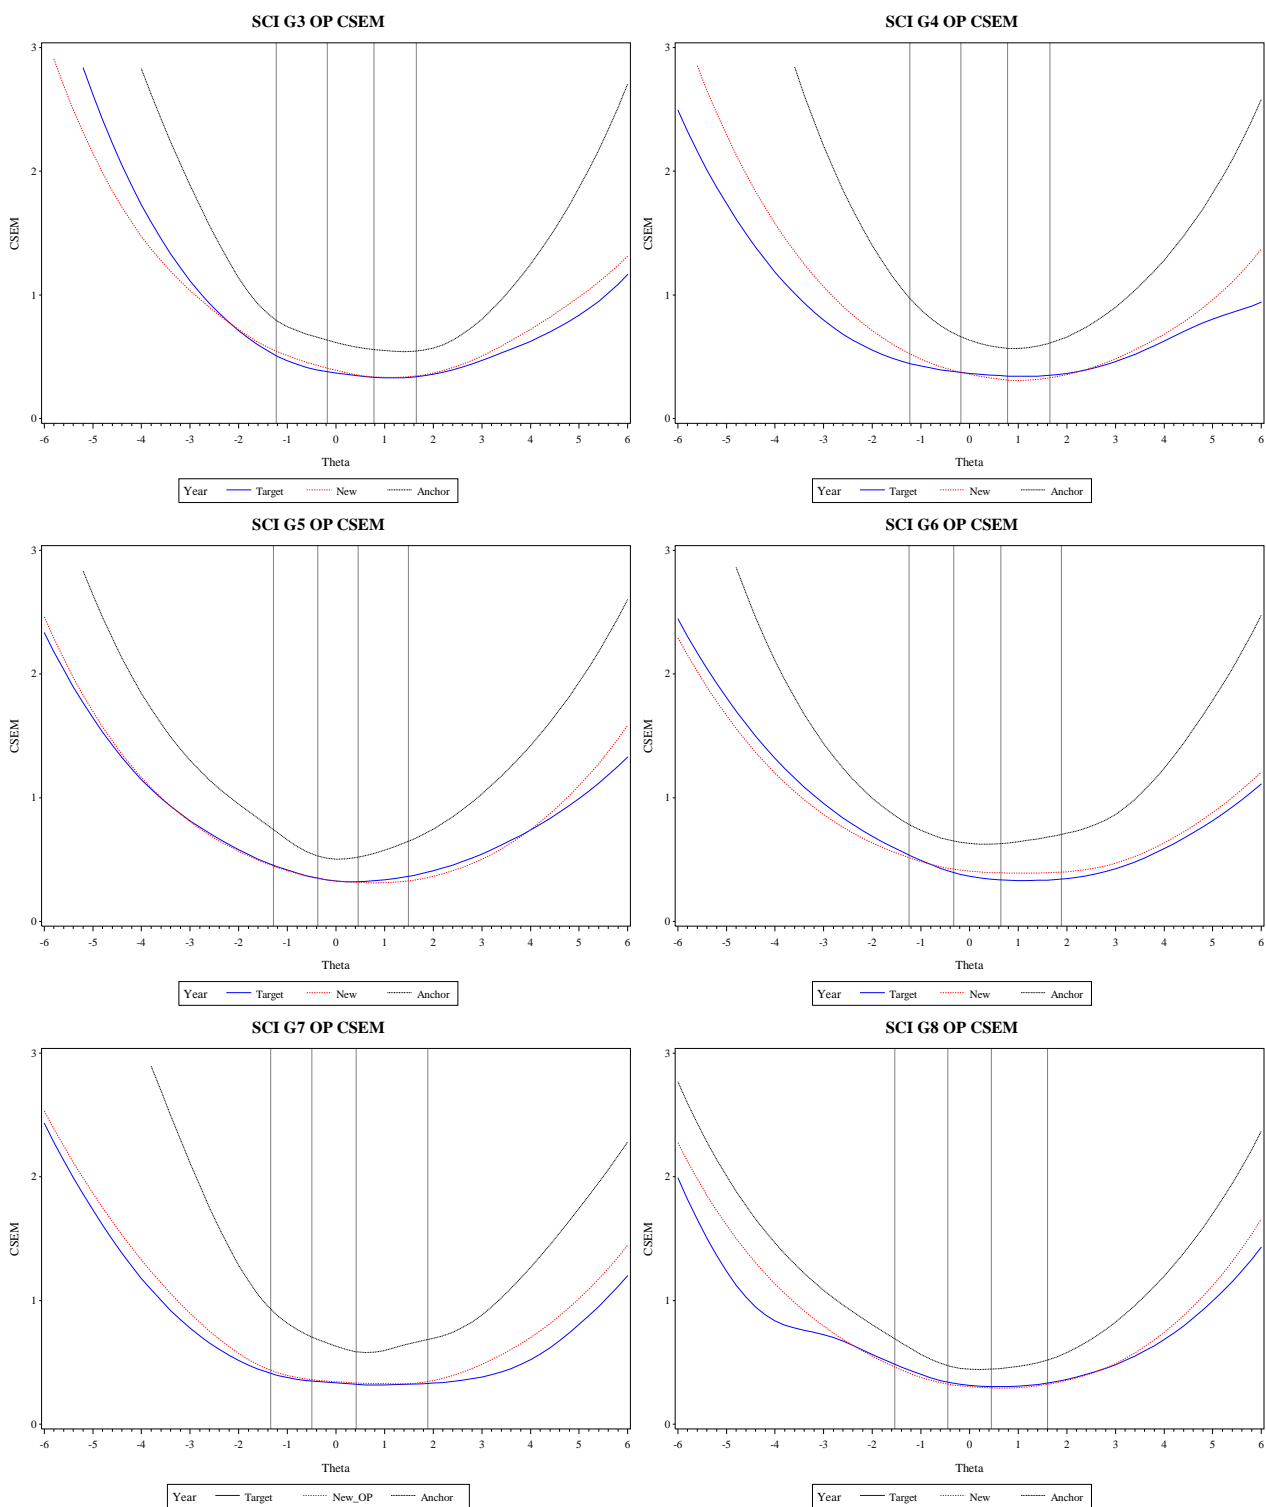 SCI G3 OP CSEM
3
2
1
0
CSEM
-6 -5 -4 -3 -2 -1 0 1 2 3 4 5 6
Theta
Year Target New Anchor
SCI G4 OP CSEM
3
2
1
0
CSEM
-6 -5 -4 -3 -2 -1 0 1 2 3 4 5 6
Theta
Year Target New Anchor
SCI G5 OP CSEM
3
2
1
0
CSEM
-6 -5 -4 -3 -2 -1 0 1 2 3 4 5 6
Theta
Year Target New Anchor
SCI G6 OP CSEM
3
2
1
0
CSEM
-6 -5 -4 -3 -2 -1 0 1 2 3 4 5 6
Theta
Year Target New Anchor
SCI G7 OP CSEM
3
2
1
0
CSEM
-6 -5 -4 -3 -2 -1 0 1 2 3 4 5 6
Theta
Year Target New_OP Anchor
SCI G8 OP CSEM
3
2
1
0
CSEM
-6 -5 -4 -3 -2 -1 0 1 2 3 4 5 6
Theta
Year Target New Anchor